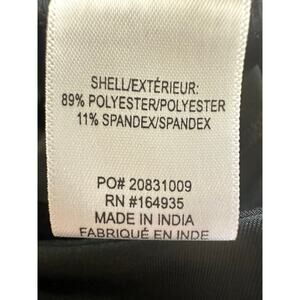 SHELL/EXTÉRIEUR:
89% POLYESTER/POLYESTER
11% SPANDEX/SPANDEX
PO# 20831009
RN #164935
MADE IN INDIA
FABRIQUÉ EN INDE